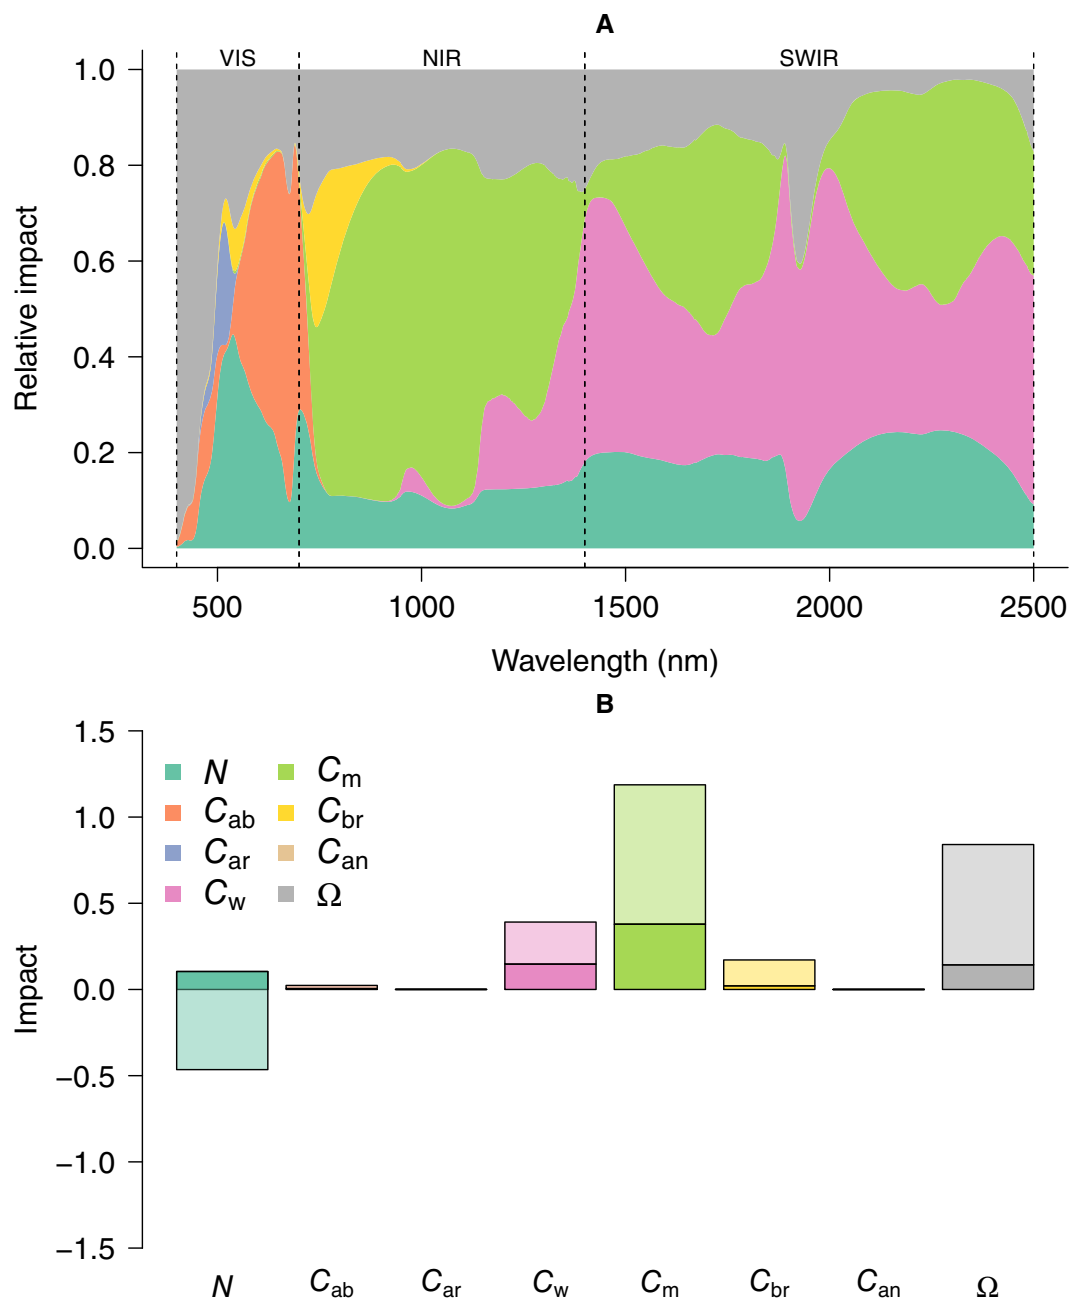 A
VIS NIR SWIR
1.0
0.8
0.6
0.4
0.2
0.0
Relative impact
500 1000 1500 2000 2500
Wavelength (nm)
B
1.5
1.0
0.5
0.0
−0.5
−1.0
−1.5
Impact
N Cm
Cab Cbr
Car Can
Cw Ω
N Cab Car Cw Cm Cbr Can Ω